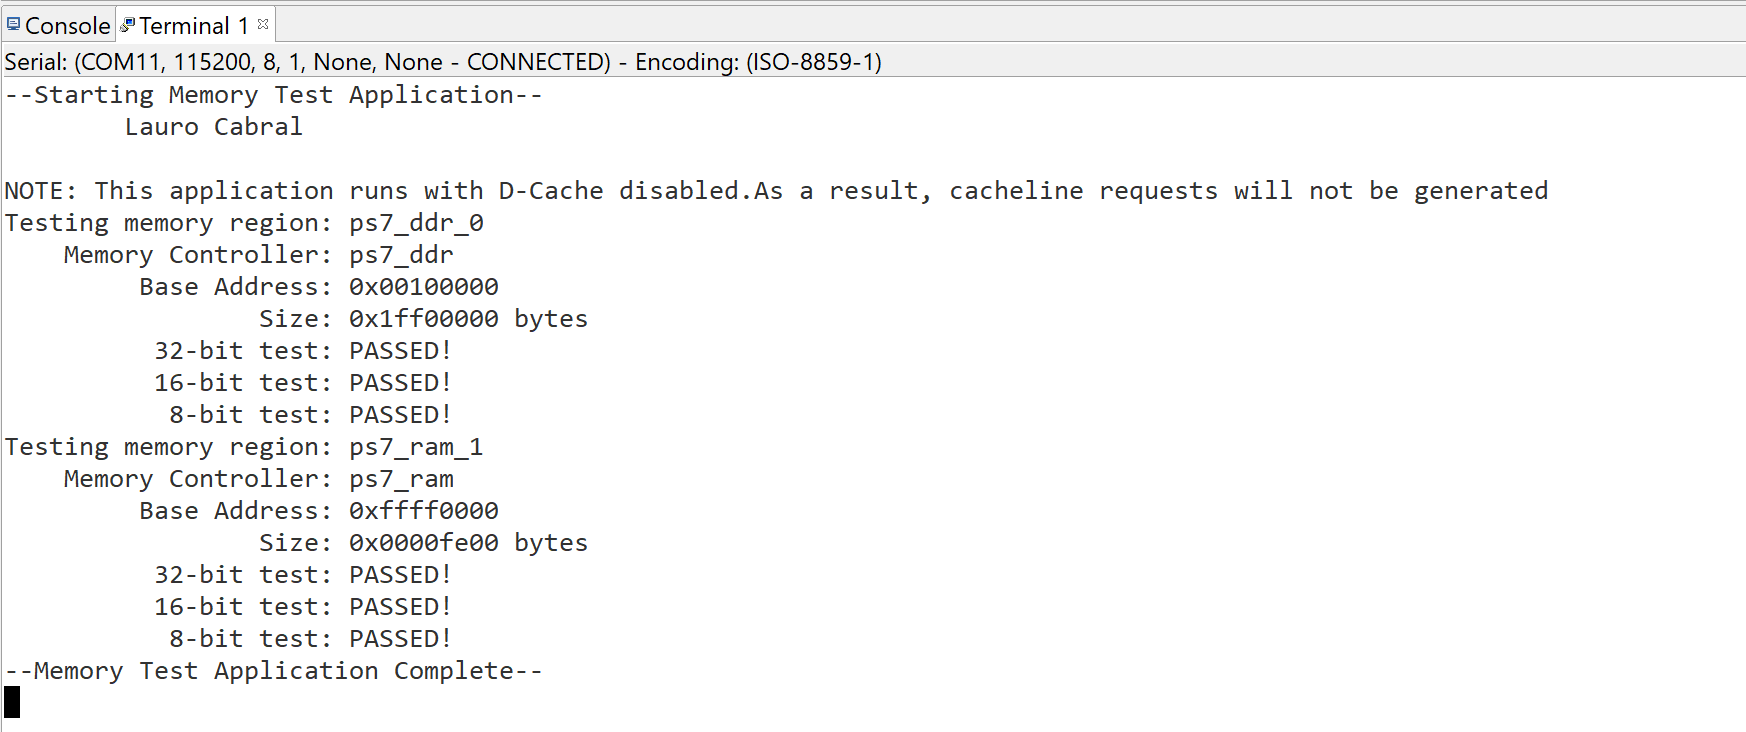 Console Terminal 1
Serial: (COM11, 115200, 8, 1, None, None - CONNECTED) - Encoding: (ISO-8859-1)
--Starting Memory Test Application--
Lauro Cabral
NOTE: This application runs with D-Cache disabled.As a result, cacheline requests will not be generated
Testing memory region: ps7_ddr_0
Memory Controller: ps7_ddr
Base Address: 0x00100000
Size: 0x1ff00000 bytes
32-bit test: PASSED!
16-bit test: PASSED!
8-bit test: PASSED!
Testing memory region: ps7_ram_1
Memory Controller: ps7_ram
Base Address: 0xffff0000
Size: 0x0000fe00 bytes
32-bit test: PASSED!
16-bit test: PASSED!
8-bit test: PASSED!
--Memory Test Application Complete--